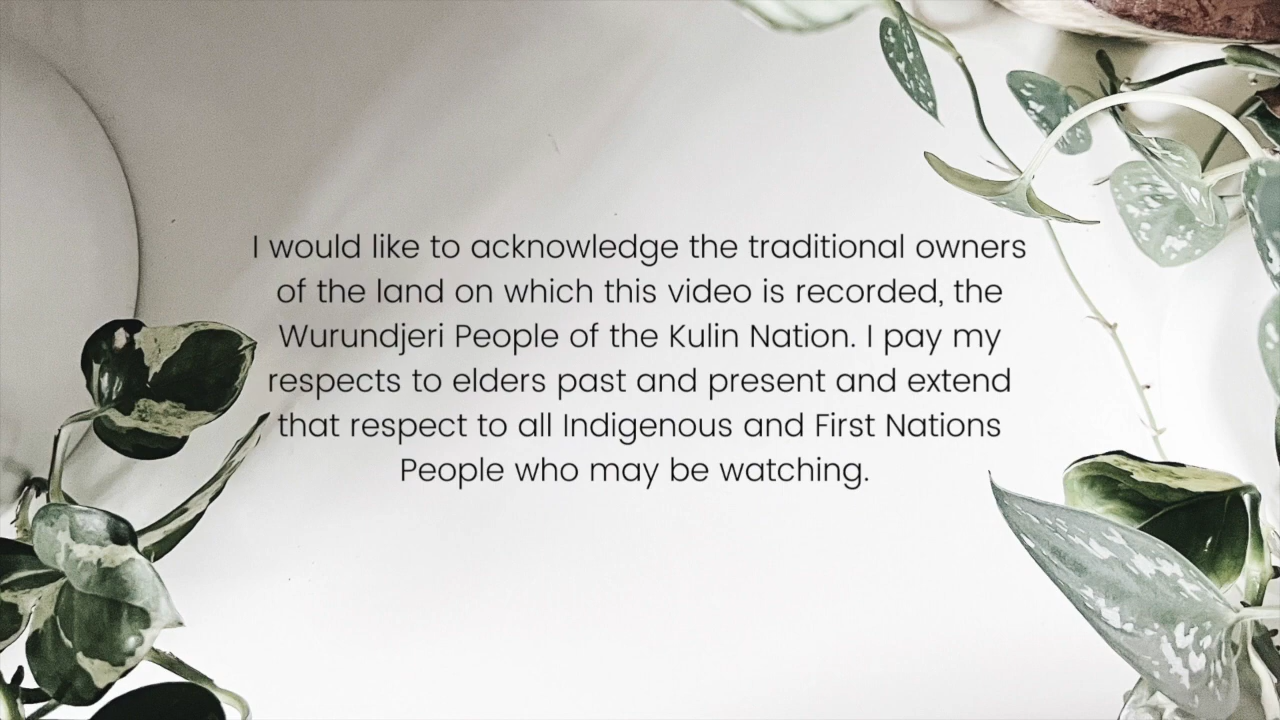 I would like to acknowledge the traditional owners
of the land on which this video is recorded, the
Wurundjeri People of the Kulin Nation. I pay my
respects to elders past and present and extend
that respect to all Indigenous and First Nations
People who may be watching.